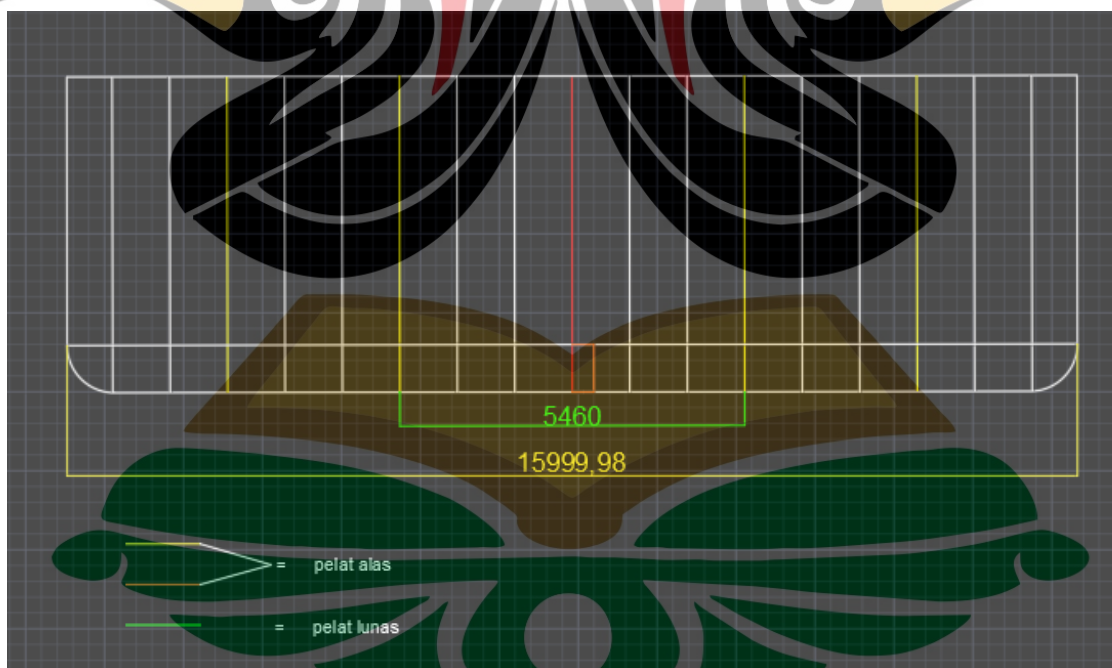 5460
15999,98
= pelat alas
= pelat lunas